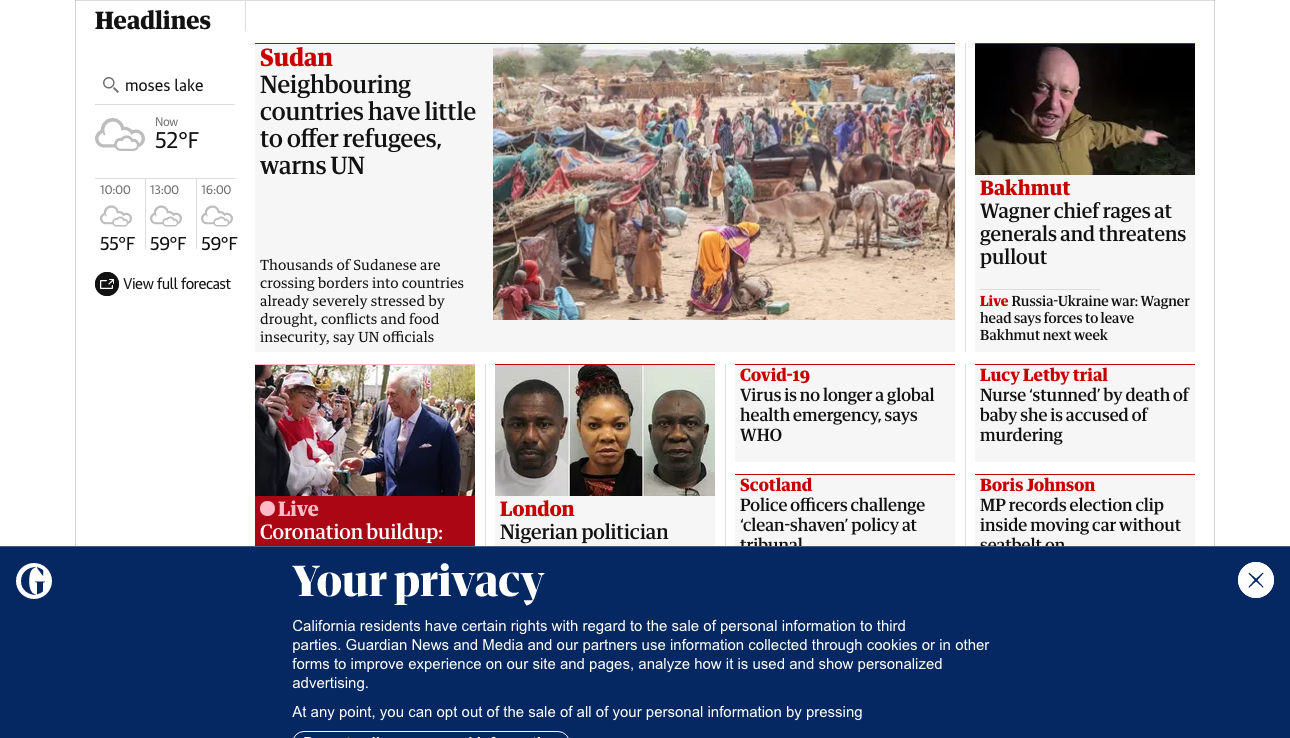 Headlines
moses lake
Now
52°F
10:00
13:00
16:00
55°F
59°F
59°F
View full forecast
Sudan
Neighbouring
countries have little
to offer refugees,
warns UN
Thousands of Sudanese are
crossing borders into countries
already severely stressed by
drought, conflicts and food
insecurity, say UN officials
Bakhmut
Wagner chief rages at
generals and threatens
pullout
Live Russia-Ukraine war: Wagner
head says forces to leave
Bakhmut next week
Live
Coronation buildup:
London
Nigerian politician
Covid-19
Virus is no longer a global
health emergency, says
WHO
Lucy Letby trial
Nurse ‘stunned’ by death of
baby she is accused of
murdering
Scotland
Police officers challenge
‘clean-shaven’ policy at
tribunal
Boris Johnson
MP records election clip
inside moving car without
seatbelt on
G
Your privacy
California residents have certain rights with regard to the sale of personal information to third
parties. Guardian News and Media and our partners use information collected through cookies or in other
forms to improve experience on our site and pages, analyze how it is used and show personalized
advertising.
At any point, you can opt out of the sale of all of your personal information by pressing